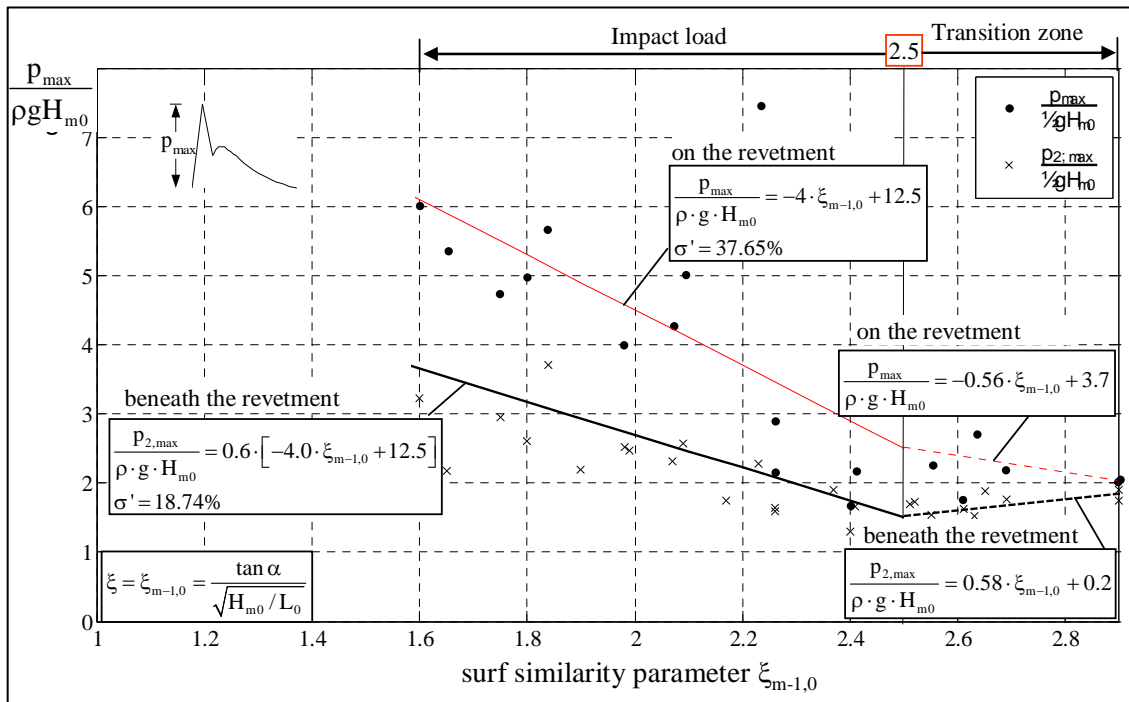 Impact load
2.5
Transition zone
p_max / ρgH_m0
p_max
● p_max / ½gH_m0
× p_2; max / ½gH_m0
on the revetment
p_max / ρ·g·H_m0 = -4·ξ_m-1,0 +12.5
σ' = 37.65%
on the revetment
p_max / ρ·g·H_m0 = -0.56·ξ_m-1,0 + 3.7
beneath the revetment
p_2,max / ρ·g·H_m0 = 0.6·[-4.0·ξ_m-1,0 +12.5]
σ' = 18.74%
beneath the revetment
p_2,max / ρ·g·H_m0 = 0.58·ξ_m-1,0 + 0.2
ξ = ξ_m-1,0 = tan α / √(H_m0 / L_0)
7
6
5
4
3
2
1
0
1 1.2 1.4 1.6 1.8 2 2.2 2.4 2.6 2.8
surf similarity parameter ξ_m-1,0